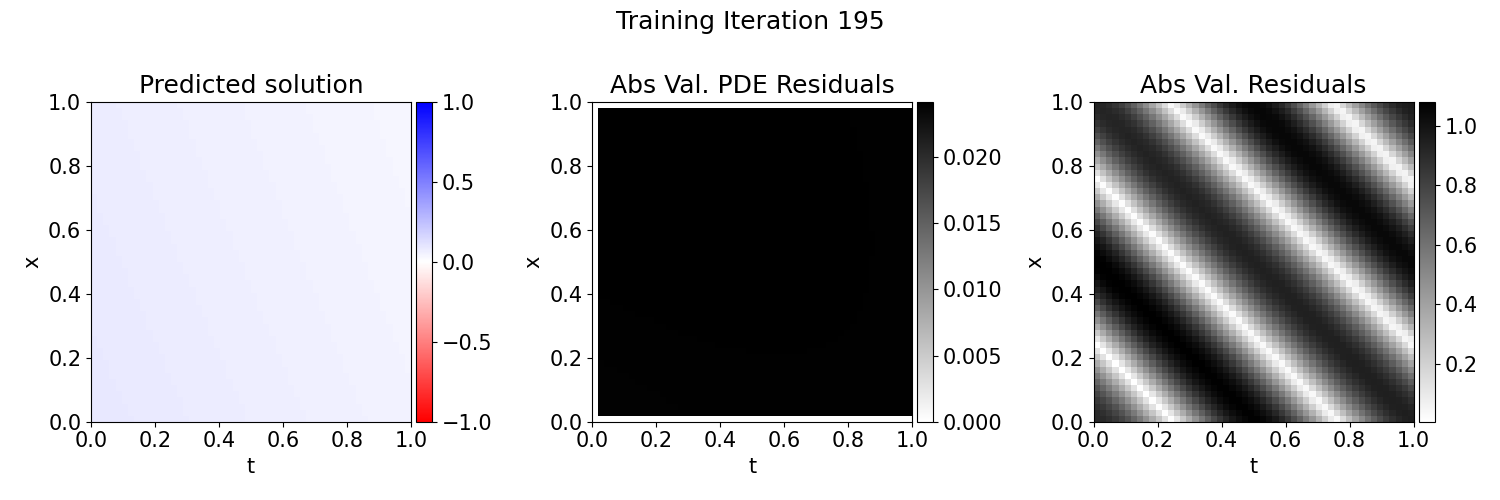 Training Iteration 195
Predicted solution
1.0
0.8
0.6
0.4
0.2
0.0
x
0.0 0.2 0.4 0.6 0.8 1.0
t
1.0
0.5
0.0
−0.5
−1.0
Abs Val. PDE Residuals
1.0
0.8
0.6
0.4
0.2
0.0
x
0.0 0.2 0.4 0.6 0.8 1.0
t
0.020
0.015
0.010
0.005
0.000
Abs Val. Residuals
1.0
0.8
0.6
0.4
0.2
0.0
x
0.0 0.2 0.4 0.6 0.8 1.0
t
1.0
0.8
0.6
0.4
0.2